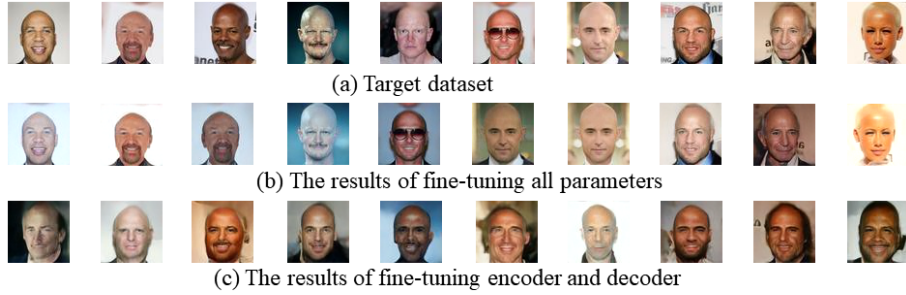 (a) Target dataset
(b) The results of fine-tuning all parameters
(c) The results of fine-tuning encoder and decoder